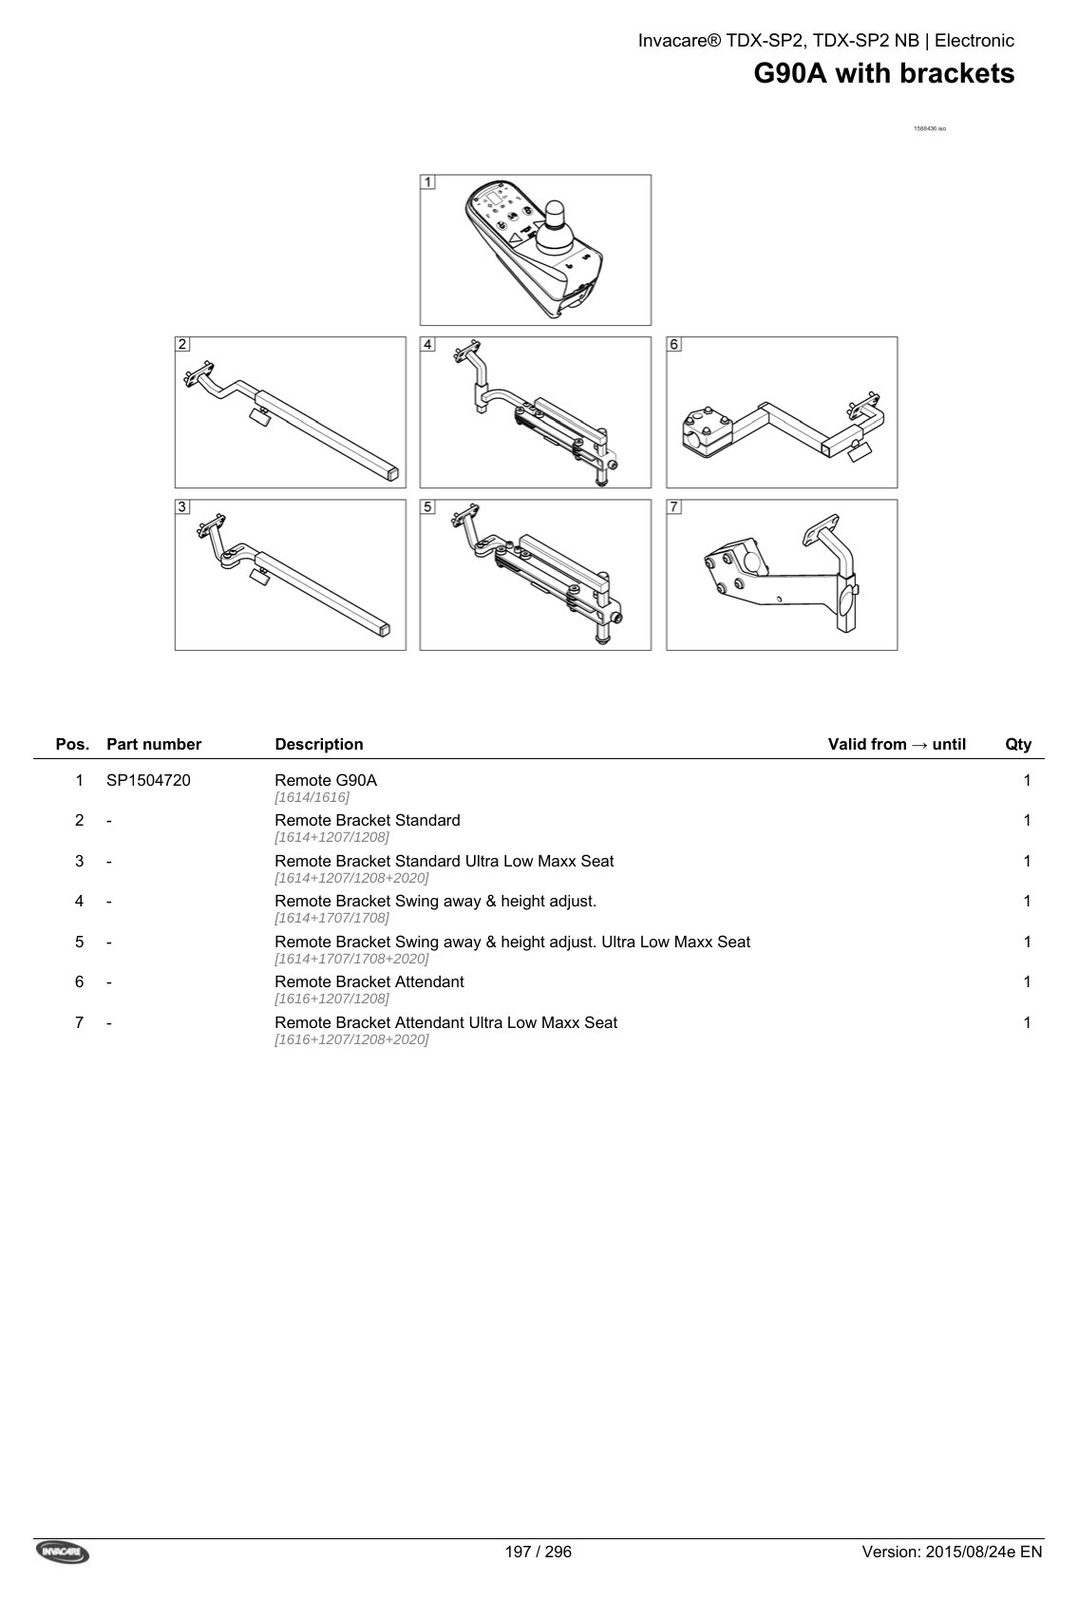 Invacare® TDX-SP2, TDX-SP2 NB | Electronic
G90A with brackets
1588436.iso
1
2
4
6
3
5
7
Pos. Part number Description Valid from → until Qty
1 SP1504720 Remote G90A 1
[1614/1616]
2 - Remote Bracket Standard 1
[1614+1207/1208]
3 - Remote Bracket Standard Ultra Low Maxx Seat 1
[1614+1207/1208+2020]
4 - Remote Bracket Swing away & height adjust. 1
[1614+1707/1708]
5 - Remote Bracket Swing away & height adjust. Ultra Low Maxx Seat 1
[1614+1707/1708+2020]
6 - Remote Bracket Attendant 1
[1616+1207/1208]
7 - Remote Bracket Attendant Ultra Low Maxx Seat 1
[1616+1207/1208+2020]
INVACARE 197 / 296 Version: 2015/08/24e EN